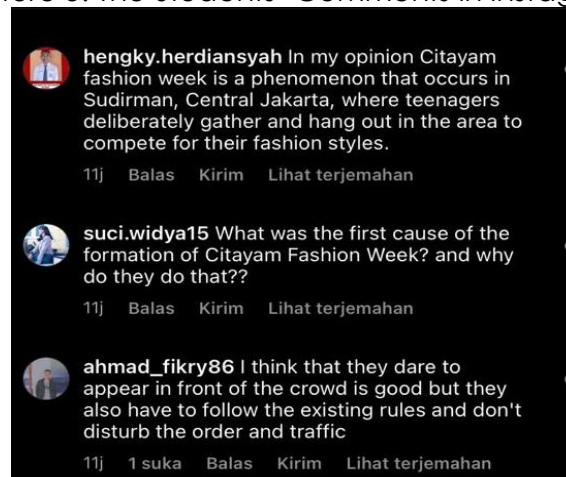 hengky.herdiansyah In my opinion Citayam
fashion week is a phenomenon that occurs in
Sudirman, Central Jakarta, where teenagers
deliberately gather and hang out in the area to
compete for their fashion styles.
11j Balas Kirim Lihat terjemahan
suci.widya15 What was the first cause of the
formation of Citayam Fashion Week? and why
do they do that??
11j Balas Kirim Lihat terjemahan
ahmad_fikry86 I think that they dare to
appear in front of the crowd is good but they
also have to follow the existing rules and don't
disturb the order and traffic
11j 1 suka Balas Kirim Lihat terjemahan